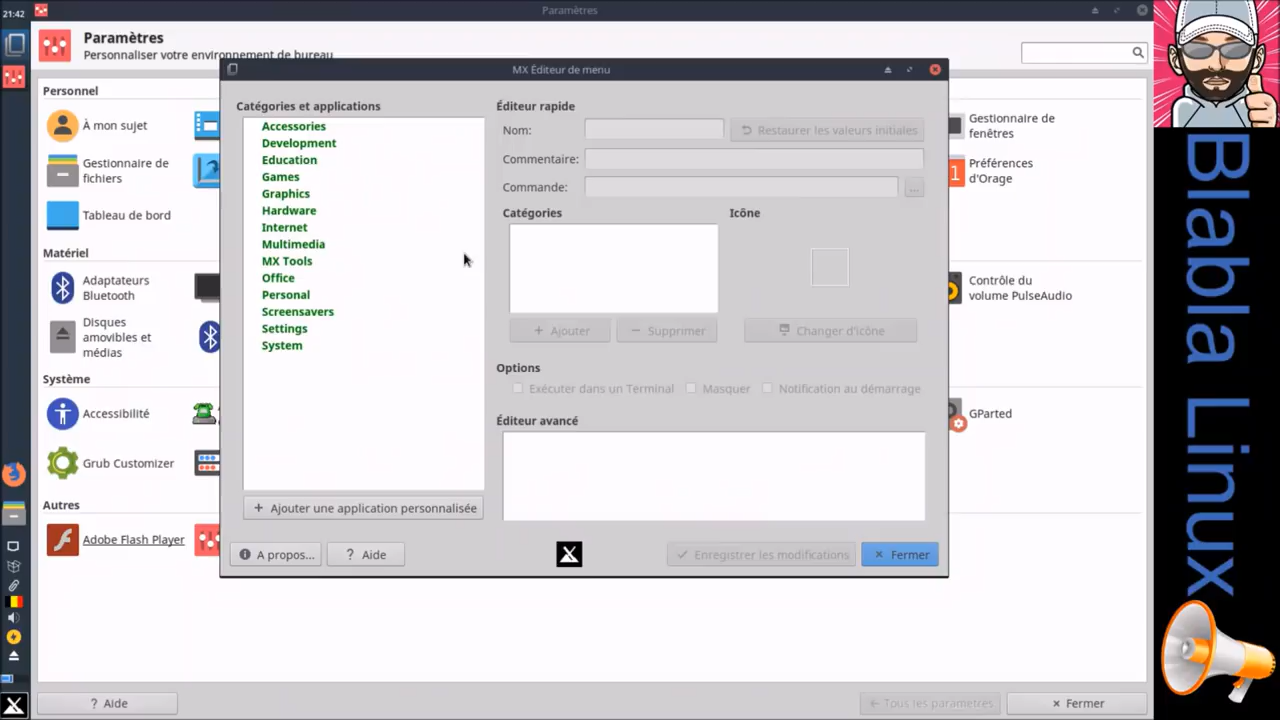 21:42
Paramètres
Paramètres
Personnaliser votre environnement de bureau
MX Éditeur de menu
Personnel
À mon sujet
Gestionnaire de
fichiers
Tableau de bord
Matériel
Adaptateurs
Bluetooth
Disques
amovibles et
médias
Système
Accessibilité
Grub Customizer
Autres
Adobe Flash Player
Catégories et applications
Accessories
Development
Education
Games
Graphics
Hardware
Internet
Multimedia
MX Tools
Office
Personal
Screensavers
Settings
System
+ Ajouter une application personnalisée
Éditeur rapide
Nom:
Restaurer les valeurs initiales
Commentaire:
Commande:
...
Catégories
Icône
+ Ajouter
− Supprimer
Changer d'icône
Options
Exécuter dans un Terminal
Masquer
Notification au démarrage
Éditeur avancé
A propos...
? Aide
Enregistrer les modifications
× Fermer
Gestionnaire de
fenêtres
1
Préférences
d'Orage
Contrôle du
volume PulseAudio
GParted
? Aide
← Tous les paramètres
× Fermer
Blabla Linux